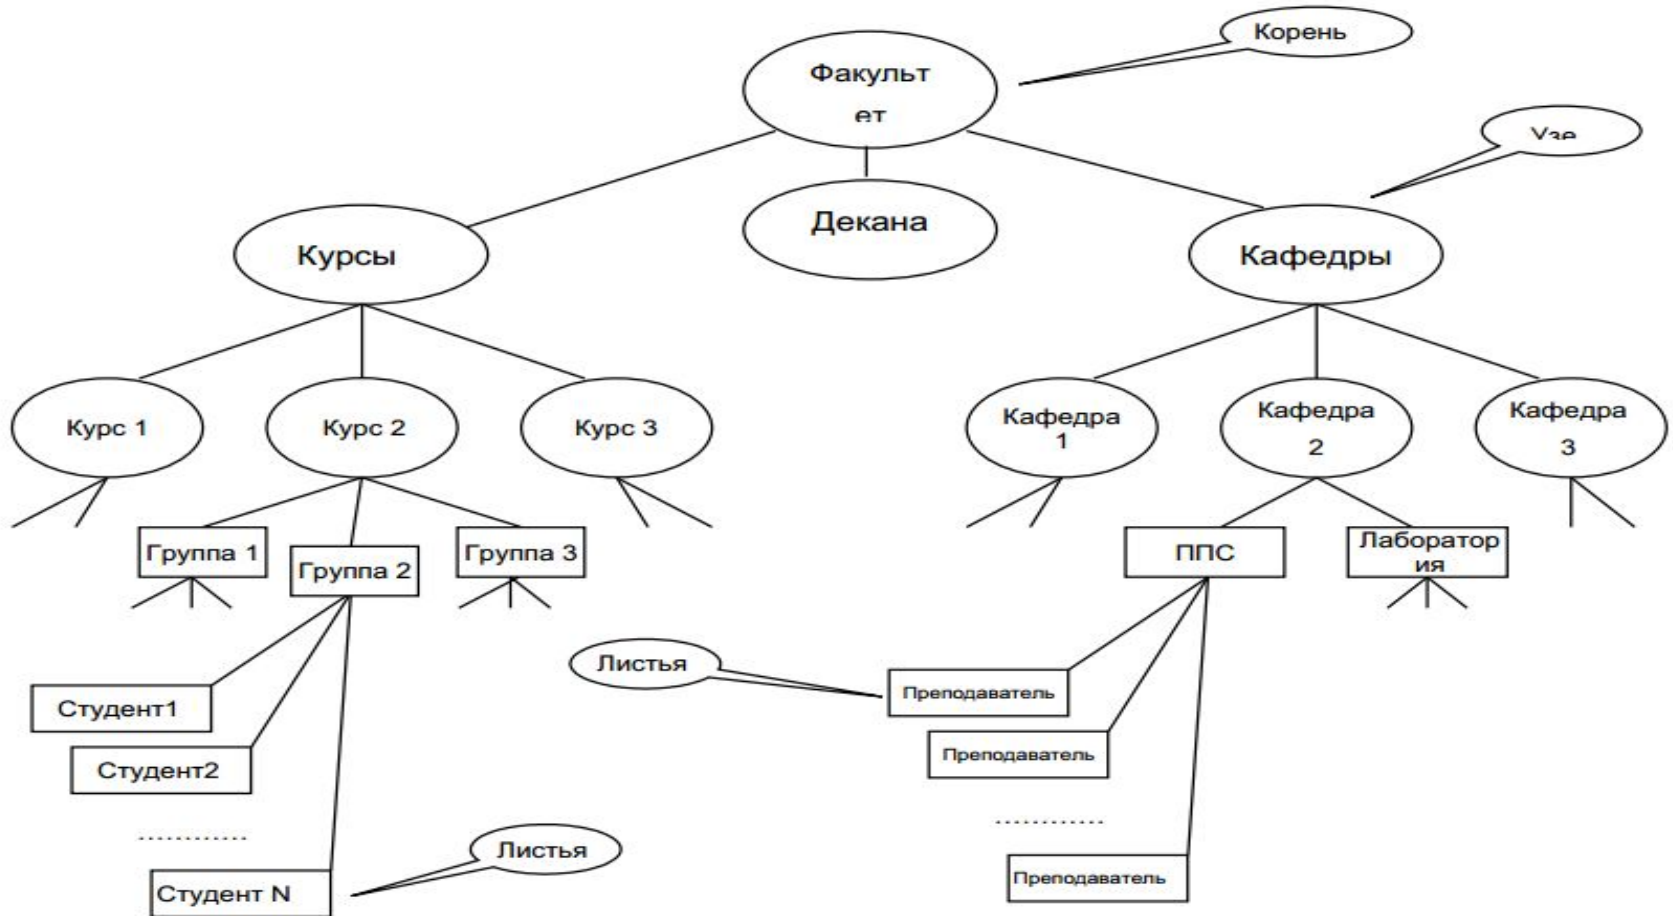 Корень
Факульт
ет
Узе
Декана
Курсы
Кафедры
Курс 1
Курс 2
Курс 3
Кафедра
1
Кафедра
2
Кафедра
3
Группа 1
Группа 2
Группа 3
ППС
Лаборатор
ия
Листья
Преподаватель
Студент1
Преподаватель
Студент2
............
............
Листья
Преподаватель
Студент N